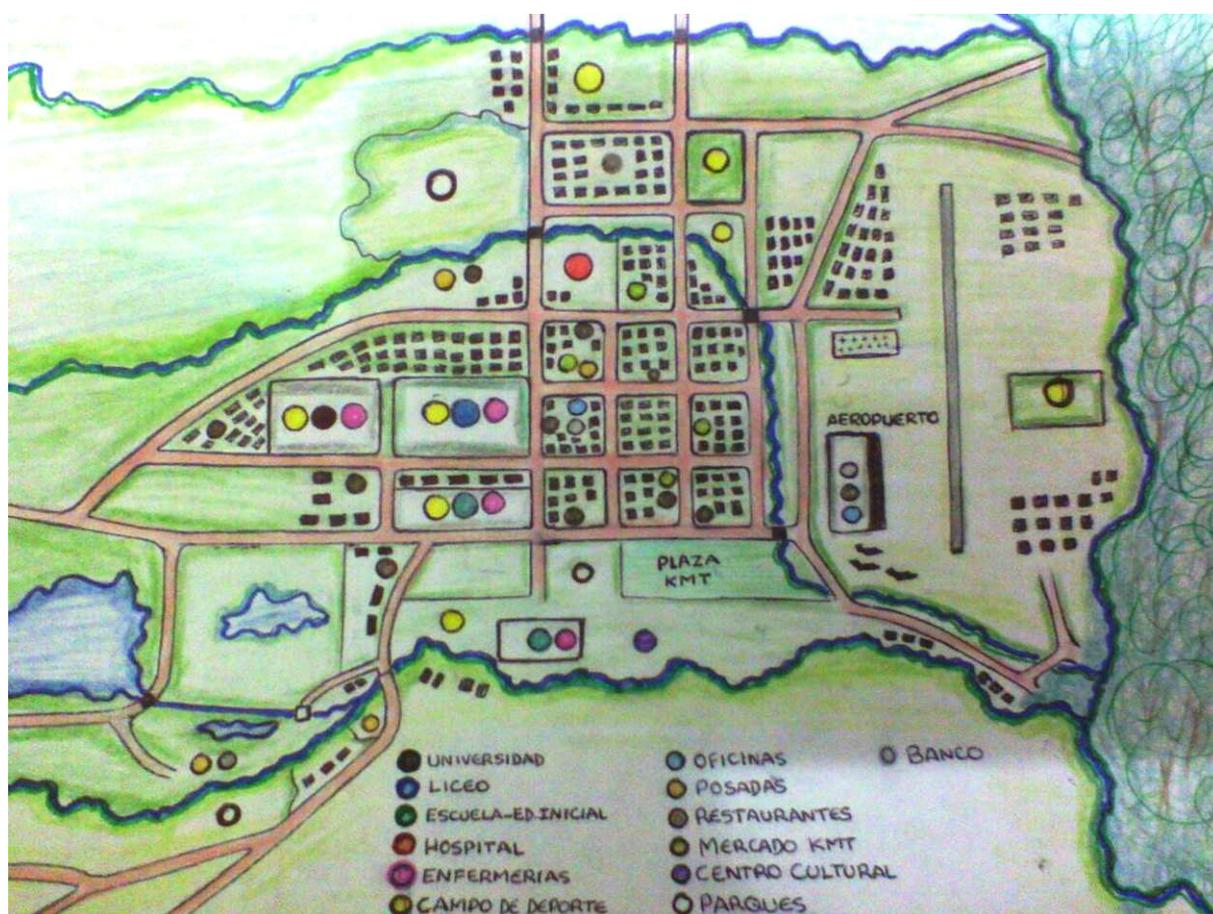 AEROPUERTO
PLAZA
KMT
UNIVERSIDAD
LICEO
ESCUELA-ED.INICIAL
HOSPITAL
ENFERMERIAS
CAMPO DE DEPORTE
OFICINAS
POSADAS
RESTAURANTES
MERCADO KMT
CENTRO CULTURAL
PARQUES
BANCO